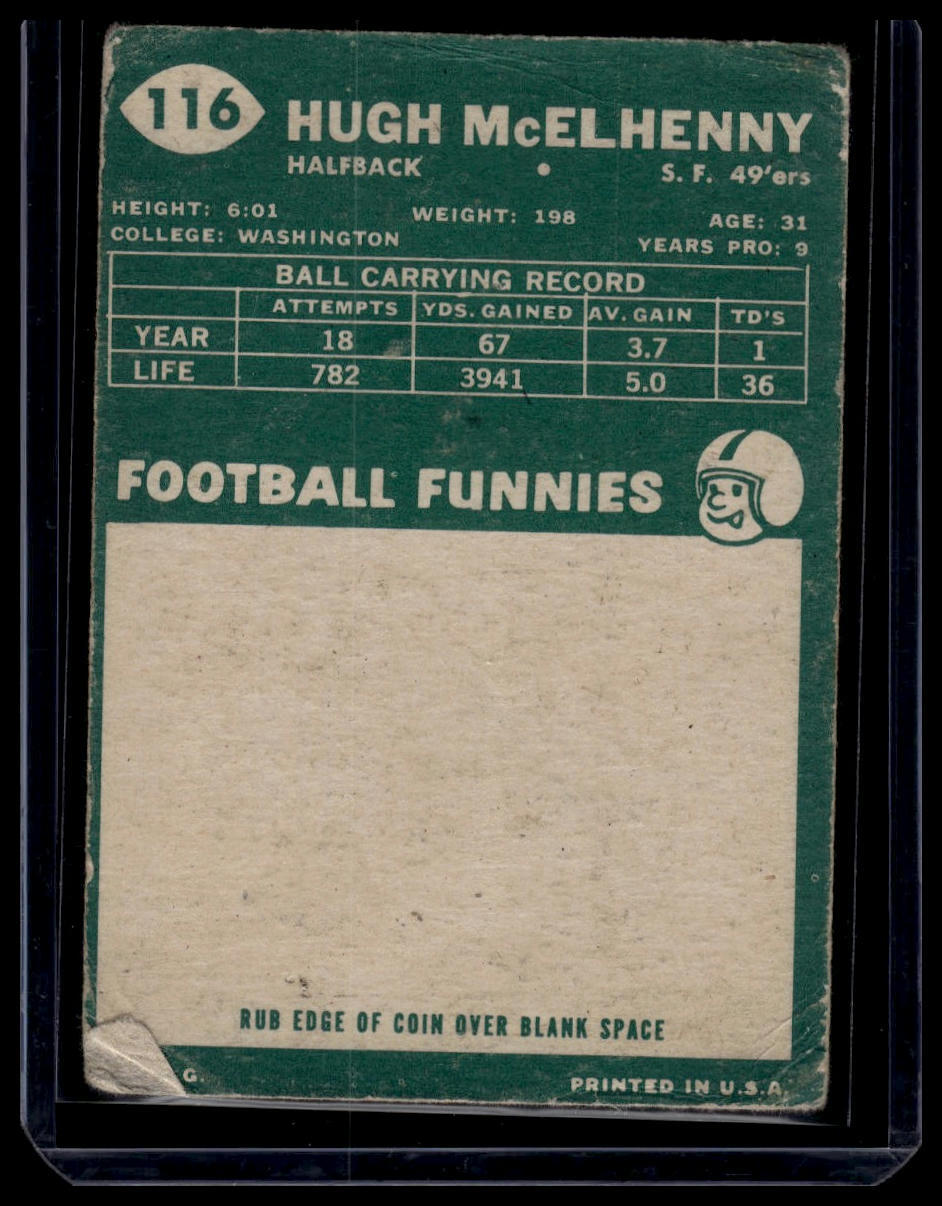 116
HUGH McELHENNY
HALFBACK • S. F. 49'ers
HEIGHT: 6:01 WEIGHT: 198 AGE: 31
COLLEGE: WASHINGTON YEARS PRO: 9
BALL CARRYING RECORD
ATTEMPTS YDS. GAINED AV. GAIN TD'S
YEAR 18 67 3.7 1
LIFE 782 3941 5.0 36
FOOTBALL FUNNIES
RUB EDGE OF COIN OVER BLANK SPACE
G. PRINTED IN U.S.A.